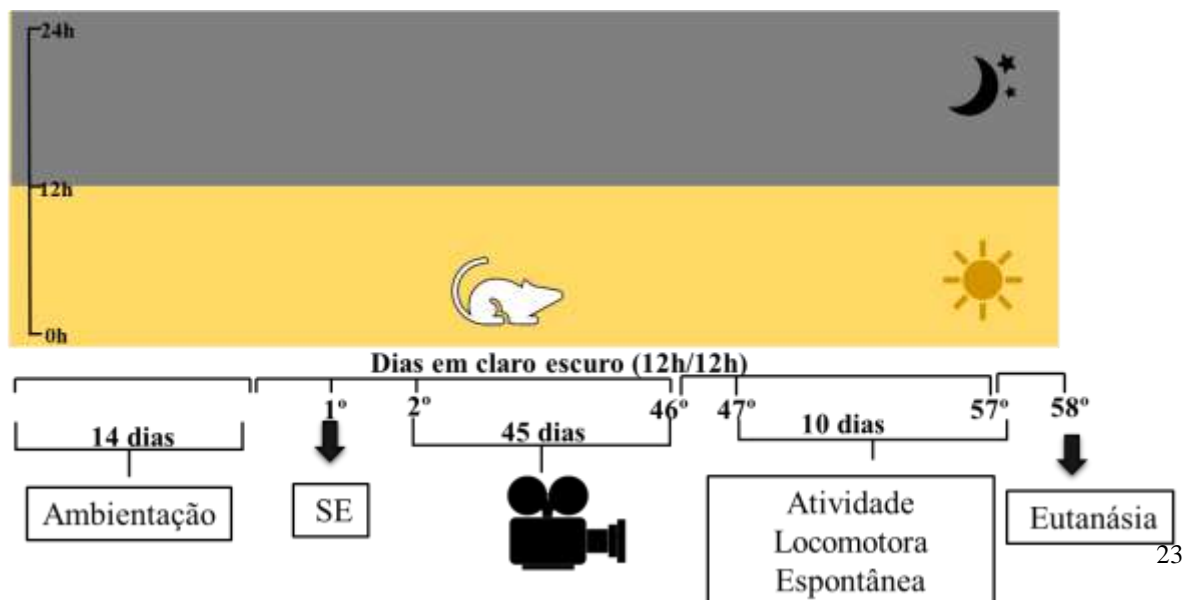 24h
12h
0h
Dias em claro escuro (12h/12h)
1º 2º 46º 47º 57º 58º
14 dias 45 dias 10 dias
Ambientação
SE
Atividade
Locomotora
Espontânea
Eutanásia
23